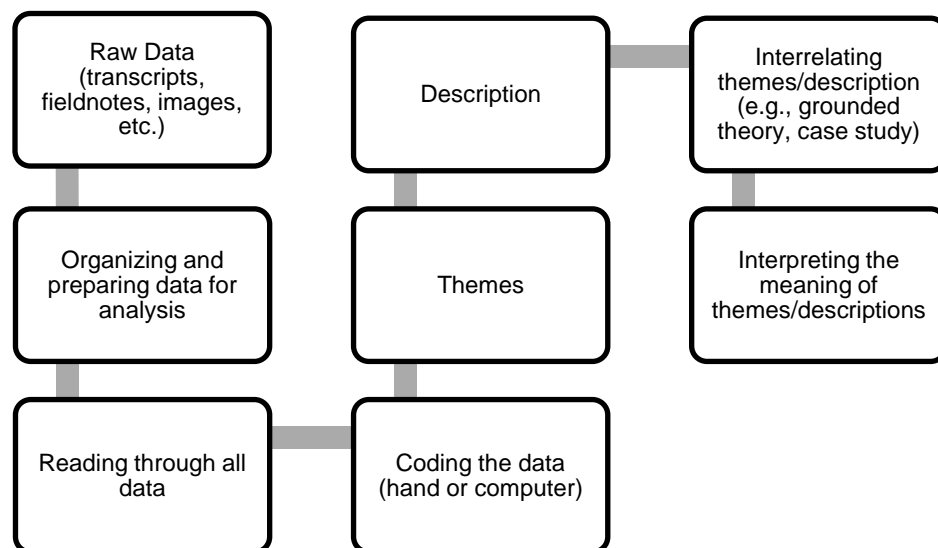 Raw Data
(transcripts,
fieldnotes, images,
etc.)
Organizing and
preparing data for
analysis
Reading through all
data
Coding the data
(hand or computer)
Themes
Description
Interrelating
themes/description
(e.g., grounded
theory, case study)
Interpreting the
meaning of
themes/descriptions